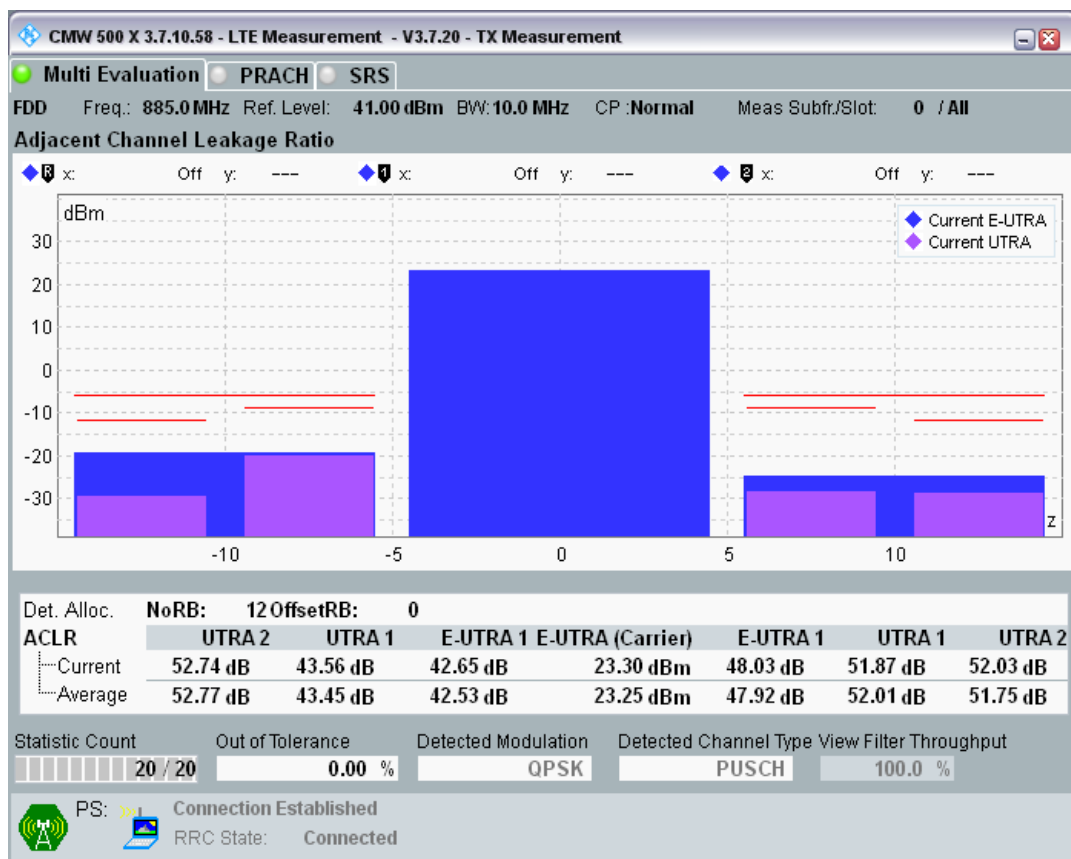 CMW 500 X 3.7.10.58 - LTE Measurement - V3.7.20 - TX Measurement
Multi Evaluation PRACH SRS
FDD Freq.: 885.0 MHz Ref. Level: 41.00 dBm BW: 10.0 MHz CP :Normal Meas Subfr./Slot: 0 / All
Adjacent Channel Leakage Ratio
R x: Off y: --- 1 x: Off y: --- 2 x: Off y: ---
dBm
Current E-UTRA
Current UTRA
30
20
10
0
-10
-20
-30
z
-10 -5 0 5 10
Det. Alloc. NoRB: 12 OffsetRB: 0
ACLR UTRA 2 UTRA 1 E-UTRA 1 E-UTRA (Carrier) E-UTRA 1 UTRA 1 UTRA 2
Current 52.74 dB 43.56 dB 42.65 dB 23.30 dBm 48.03 dB 51.87 dB 52.03 dB
Average 52.77 dB 43.45 dB 42.53 dB 23.25 dBm 47.92 dB 52.01 dB 51.75 dB
Statistic Count Out of Tolerance Detected Modulation Detected Channel Type View Filter Throughput
20 / 20 0.00 % QPSK PUSCH 100.0 %
PS: Connection Established
RRC State: Connected